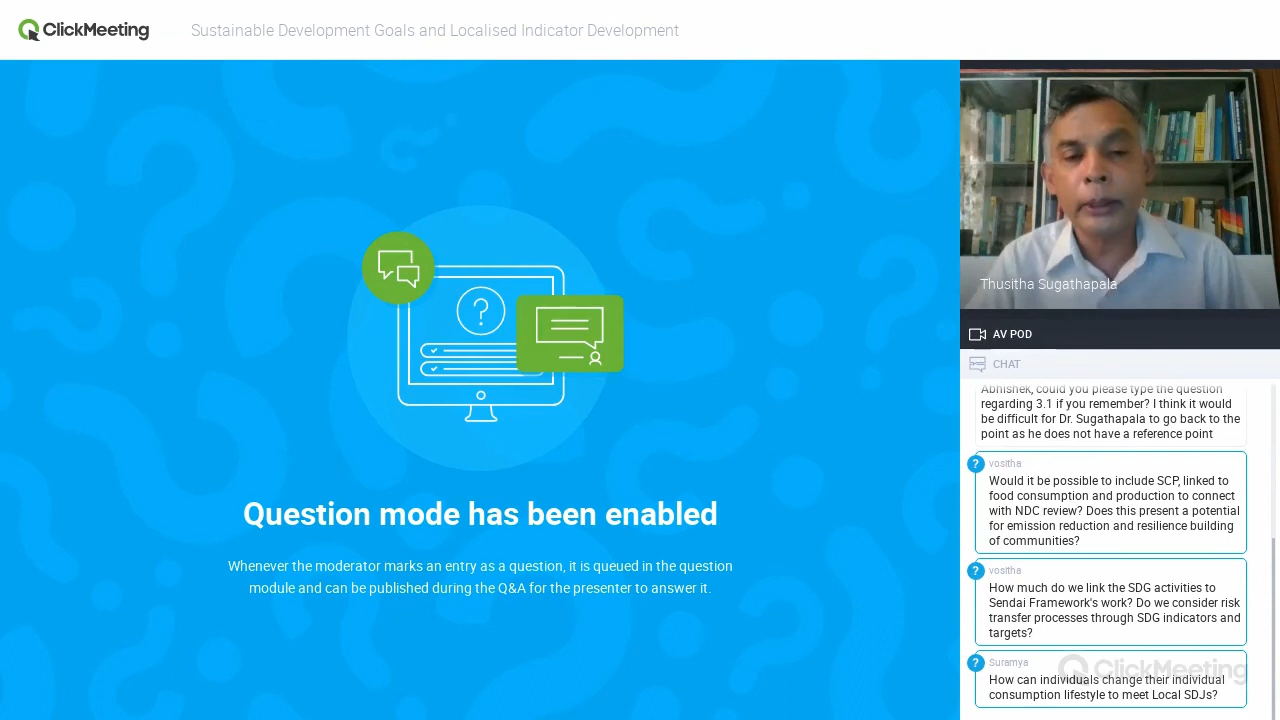 ClickMeeting
Sustainable Development Goals and Localised Indicator Development
?
Question mode has been enabled
Whenever the moderator marks an entry as a question, it is queued in the question
module and can be published during the Q&A for the presenter to answer it.
Thusitha Sugathapala
AV POD
CHAT
Abhishek, could you please type the question
regarding 3.1 if you remember? I think it would
be difficult for Dr. Sugathapala to go back to the
point as he does not have a reference point
? vositha
Would it be possible to include SCP, linked to
food consumption and production to connect
with NDC review? Does this present a potential
for emission reduction and resilience building
of communities?
? vositha
How much do we link the SDG activities to
Sendai Framework's work? Do we consider risk
transfer processes through SDG indicators and
targets?
? Suramya
How can individuals change their individual
consumption lifestyle to meet Local SDJs?
ClickMeeting